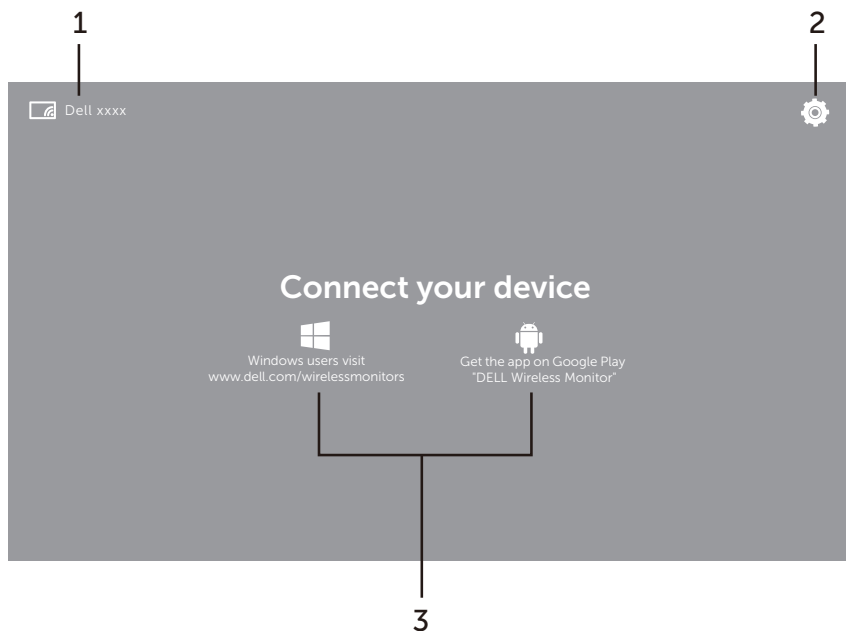 1
2
Dell xxxx
Connect your device
Windows users visit
www.dell.com/wirelessmonitors
Get the app on Google Play
"DELL Wireless Monitor"
3